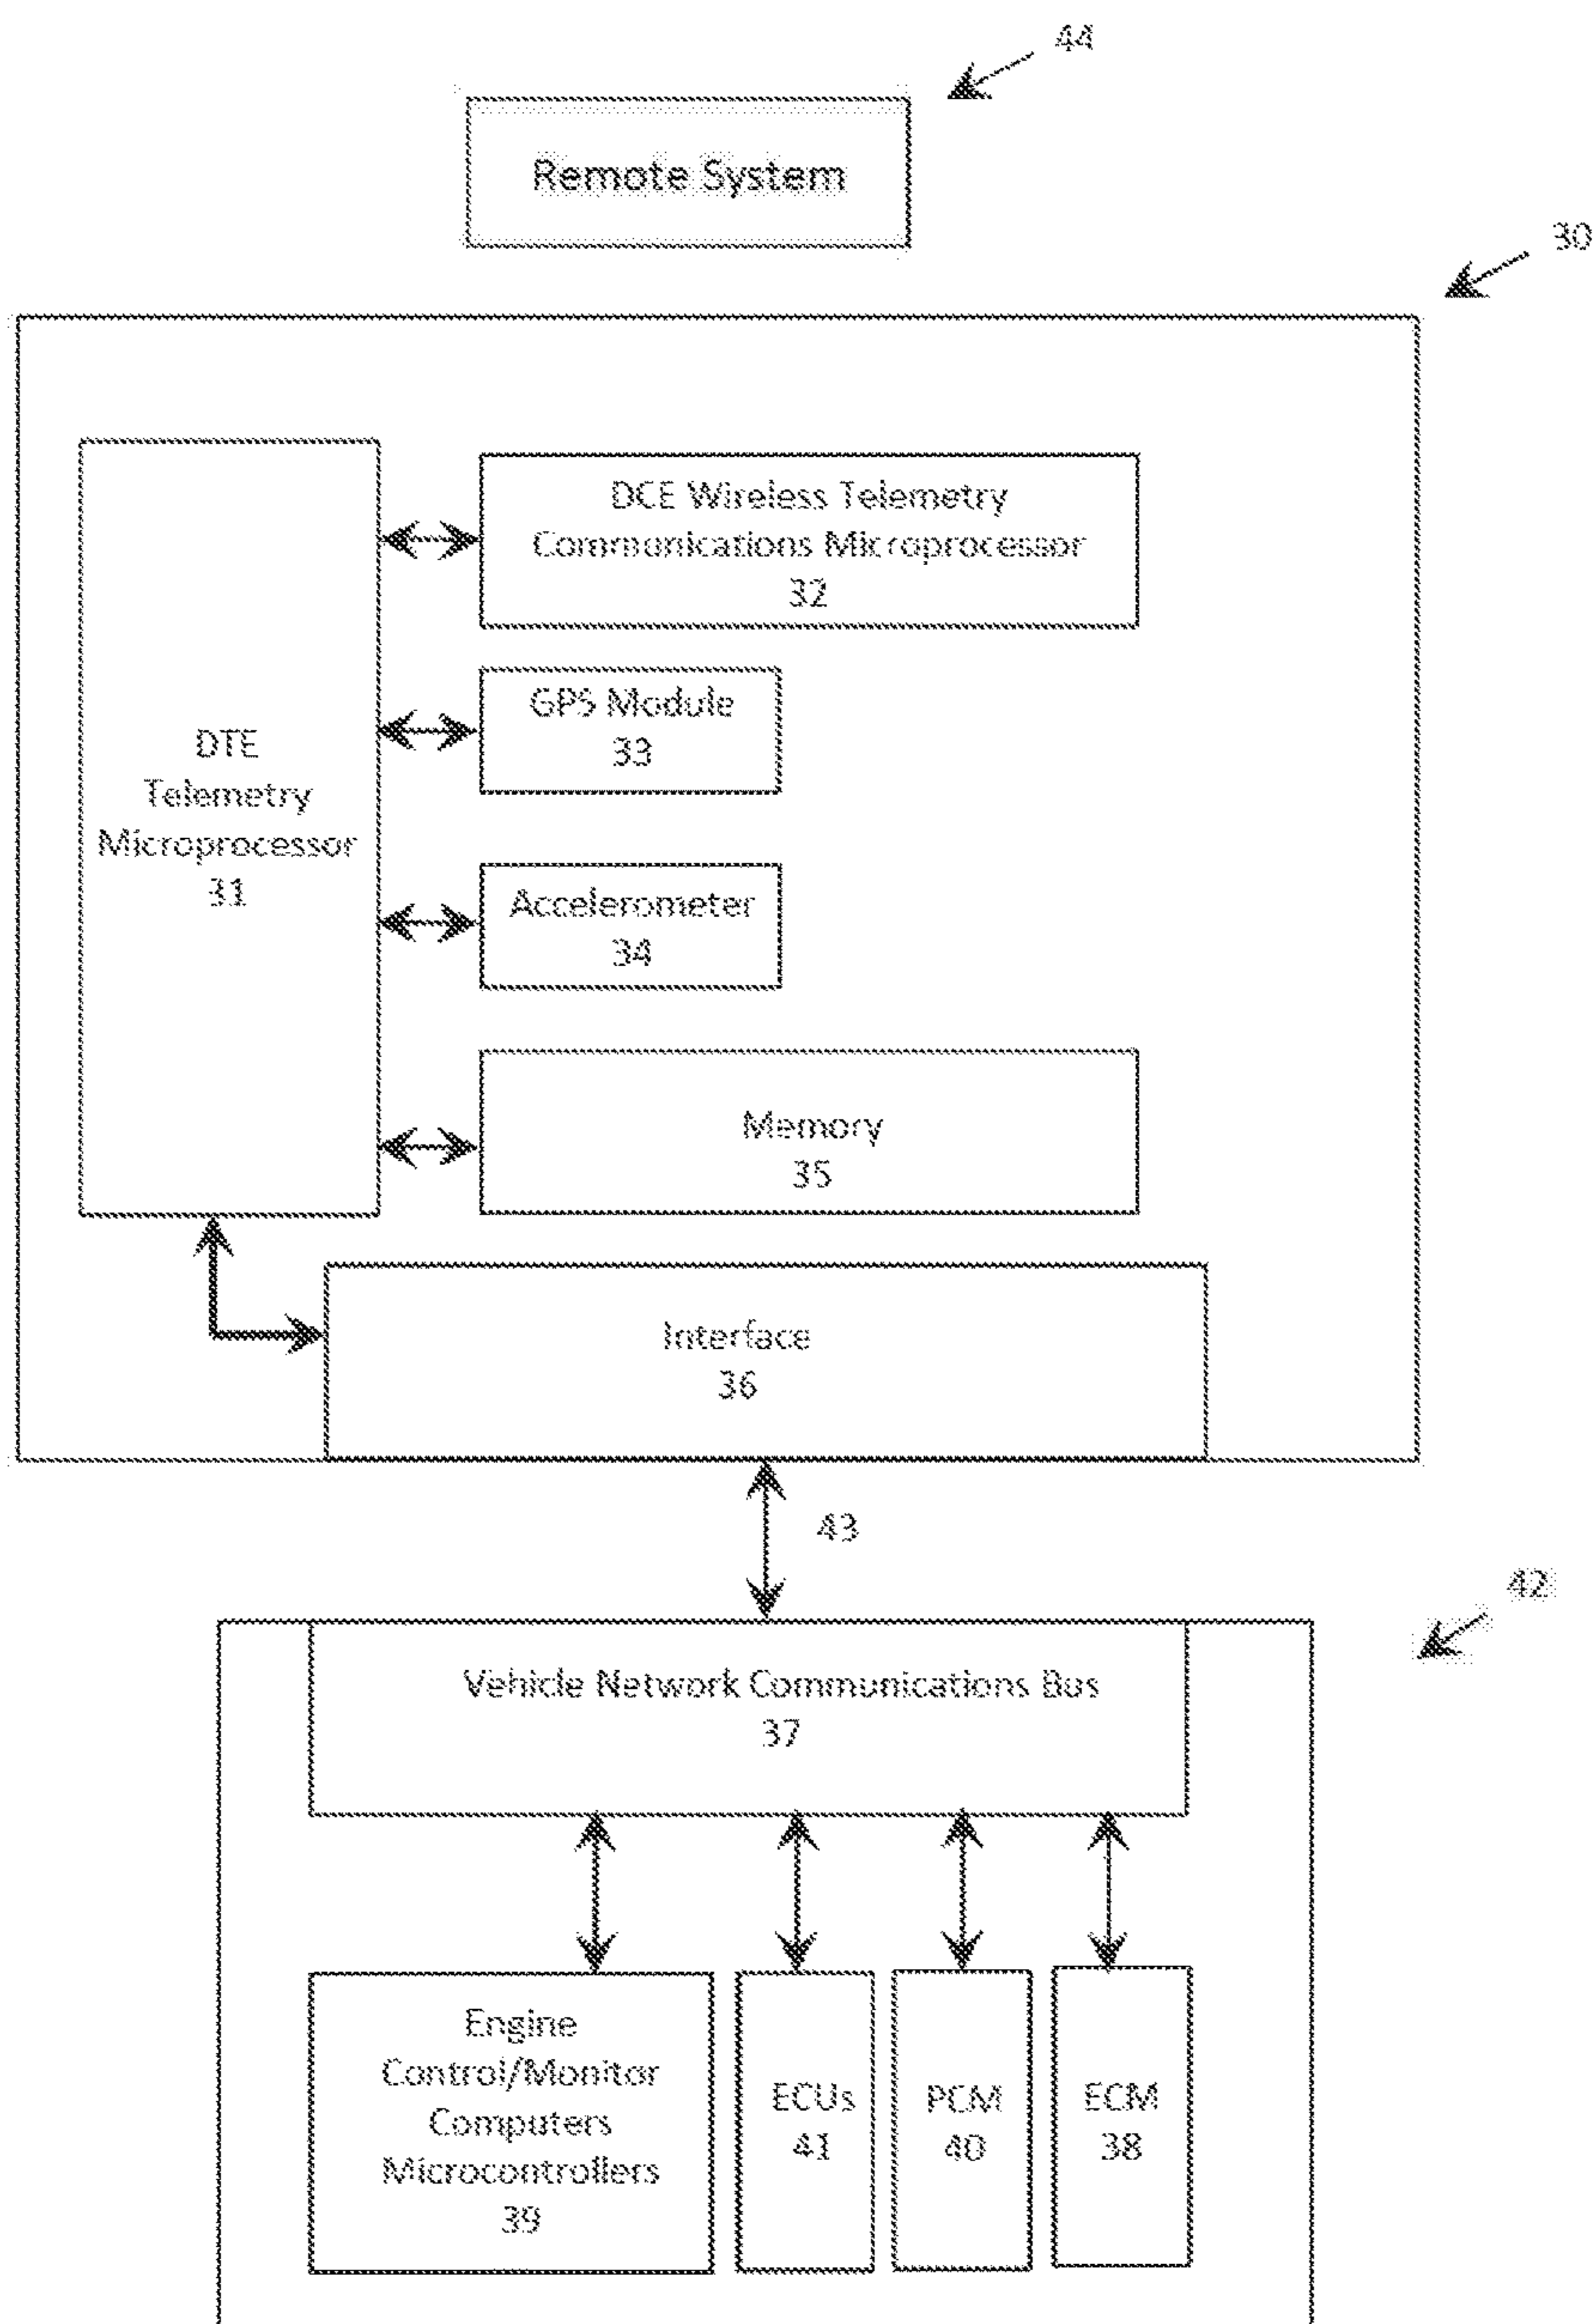 44
Remote System
30
DCE Wireless Telemetry
Communications Microprocessor
32
GPS Module
33
DTE
Telemetry
Microprocessor
31
Accelerometer
34
Memory
35
Interface
36
43
42
Vehicle Network Communications Bus
37
Engine
Control/Monitor
Computers
Microcontrollers
39
ECUs
41
PCM
40
ECM
38